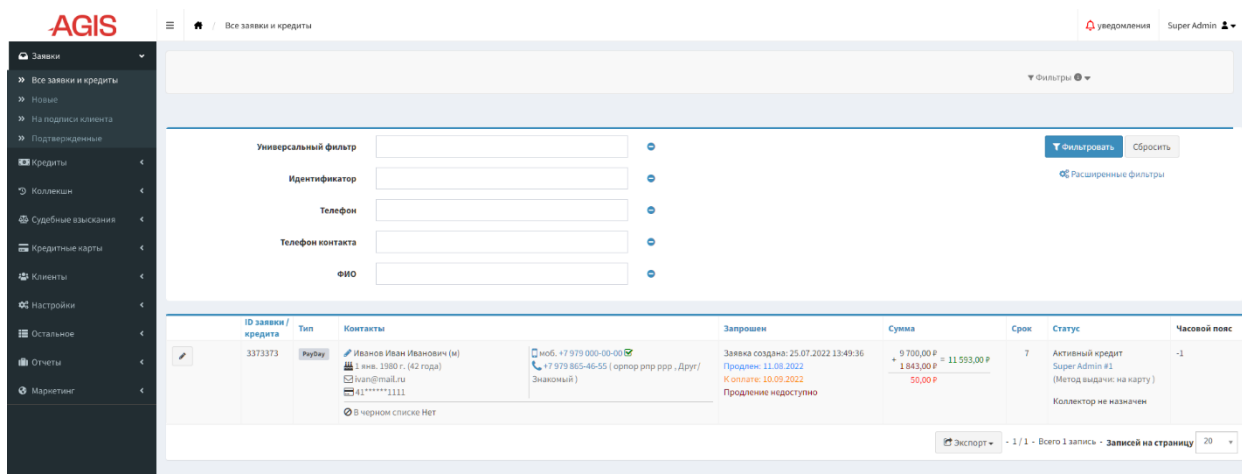 AGIS
Все заявки и кредиты
уведомления
Super Admin
Заявки
Все заявки и кредиты
Новые
На подписи клиента
Подтвержденные
Кредиты
Коллекшн
Судебные взыскания
Кредитные карты
Клиенты
Настройки
Остальное
Отчеты
Маркетинг
Фильтры
Универсальный фильтр
Идентификатор
Телефон
Телефон контакта
ФИО
Фильтровать
Сбросить
Расширенные фильтры
ID заявки / кредита
Тип
Контакты
Запрошен
Сумма
Срок
Статус
Часовой пояс
3373373
PayDay
Иванов Иван Иванович (м)
1 янв. 1980 г. (42 года)
ivan@mail.ru
41******1111
В черном списке Нет
моб. +7 979 000-00-00
+7 979 865-46-55 ( орпор рпр ррр , Друг/
Знакомый )
Заявка создана: 25.07.2022 13:49:36
Продлен: 11.08.2022
К оплате: 10.09.2022
Продление недоступно
9 700,00 ₽
+ 1 843,00 ₽ = 11 593,00 ₽
50,00 ₽
7
Активный кредит
Super Admin #1
(Метод выдачи: на карту )
Коллектор не назначен
-1
Экспорт
- 1 / 1 - Всего 1 запись - Записей на страницу 20